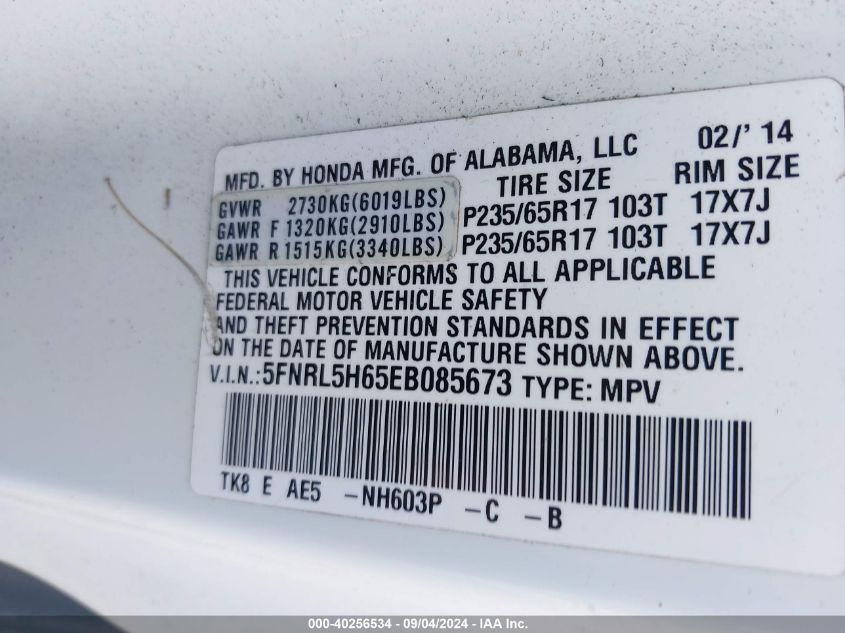 MFD. BY HONDA MFG. OF ALABAMA, LLC 02/' 14
TIRE SIZE RIM SIZE
GVWR 2730KG(6019LBS)
GAWR F 1320KG(2910LBS) P235/65R17 103T 17X7J
GAWR R 1515KG(3340LBS) P235/65R17 103T 17X7J
THIS VEHICLE CONFORMS TO ALL APPLICABLE
FEDERAL MOTOR VEHICLE SAFETY
AND THEFT PREVENTION STANDARDS IN EFFECT
ON THE DATE OF MANUFACTURE SHOWN ABOVE.
V.I.N.:5FNRL5H65EB085673 TYPE: MPV
TK8 E AE5 -NH603P -C -B
000-40256534 - 09/04/2024 - IAA Inc.